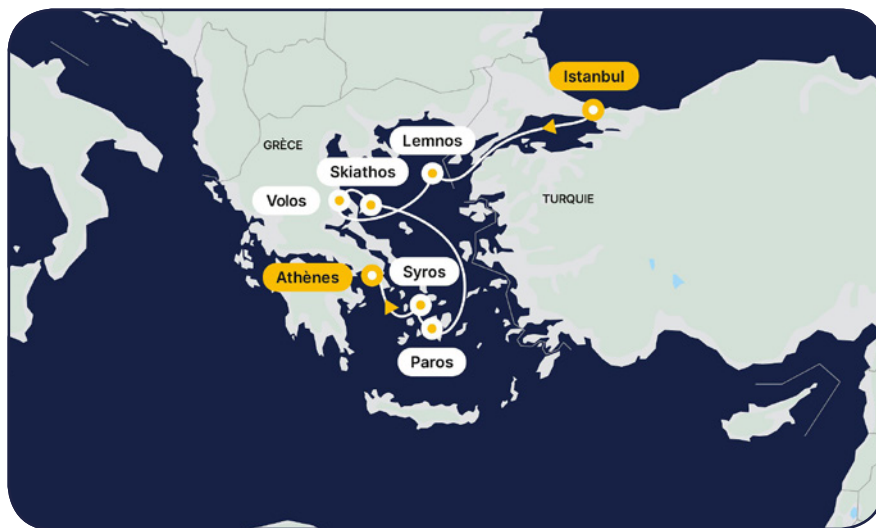 Istanbul
Lemnos
GRÈCE
Skiathos
Volos
TURQUIE
Athènes
Syros
Paros